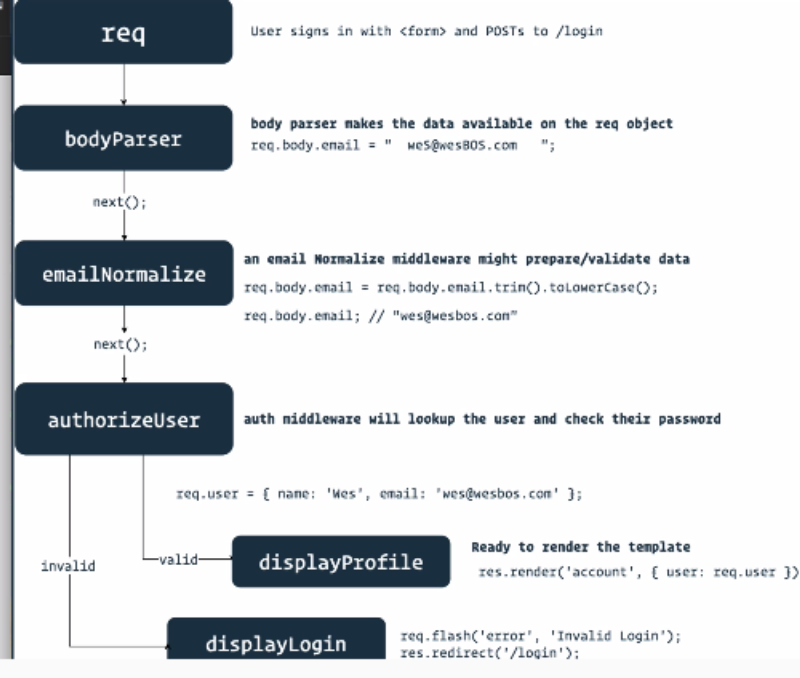 req
User signs in with <form> and POSTs to /login
bodyParser
body parser makes the data available on the req object
req.body.email = "  weS@wesBOS.com   ";
next();
emailNormalize
an email Normalize middleware might prepare/validate data
req.body.email = req.body.email.trim().toLowerCase();
req.body.email; // "wes@wesbos.com"
next();
authorizeUser
auth middleware will lookup the user and check their password
req.user = { name: 'Wes', email: 'wes@wesbos.com' };
invalid
valid
displayProfile
Ready to render the template
res.render('account', { user: req.user })
displayLogin
req.flash('error', 'Invalid Login');
res.redirect('/login');